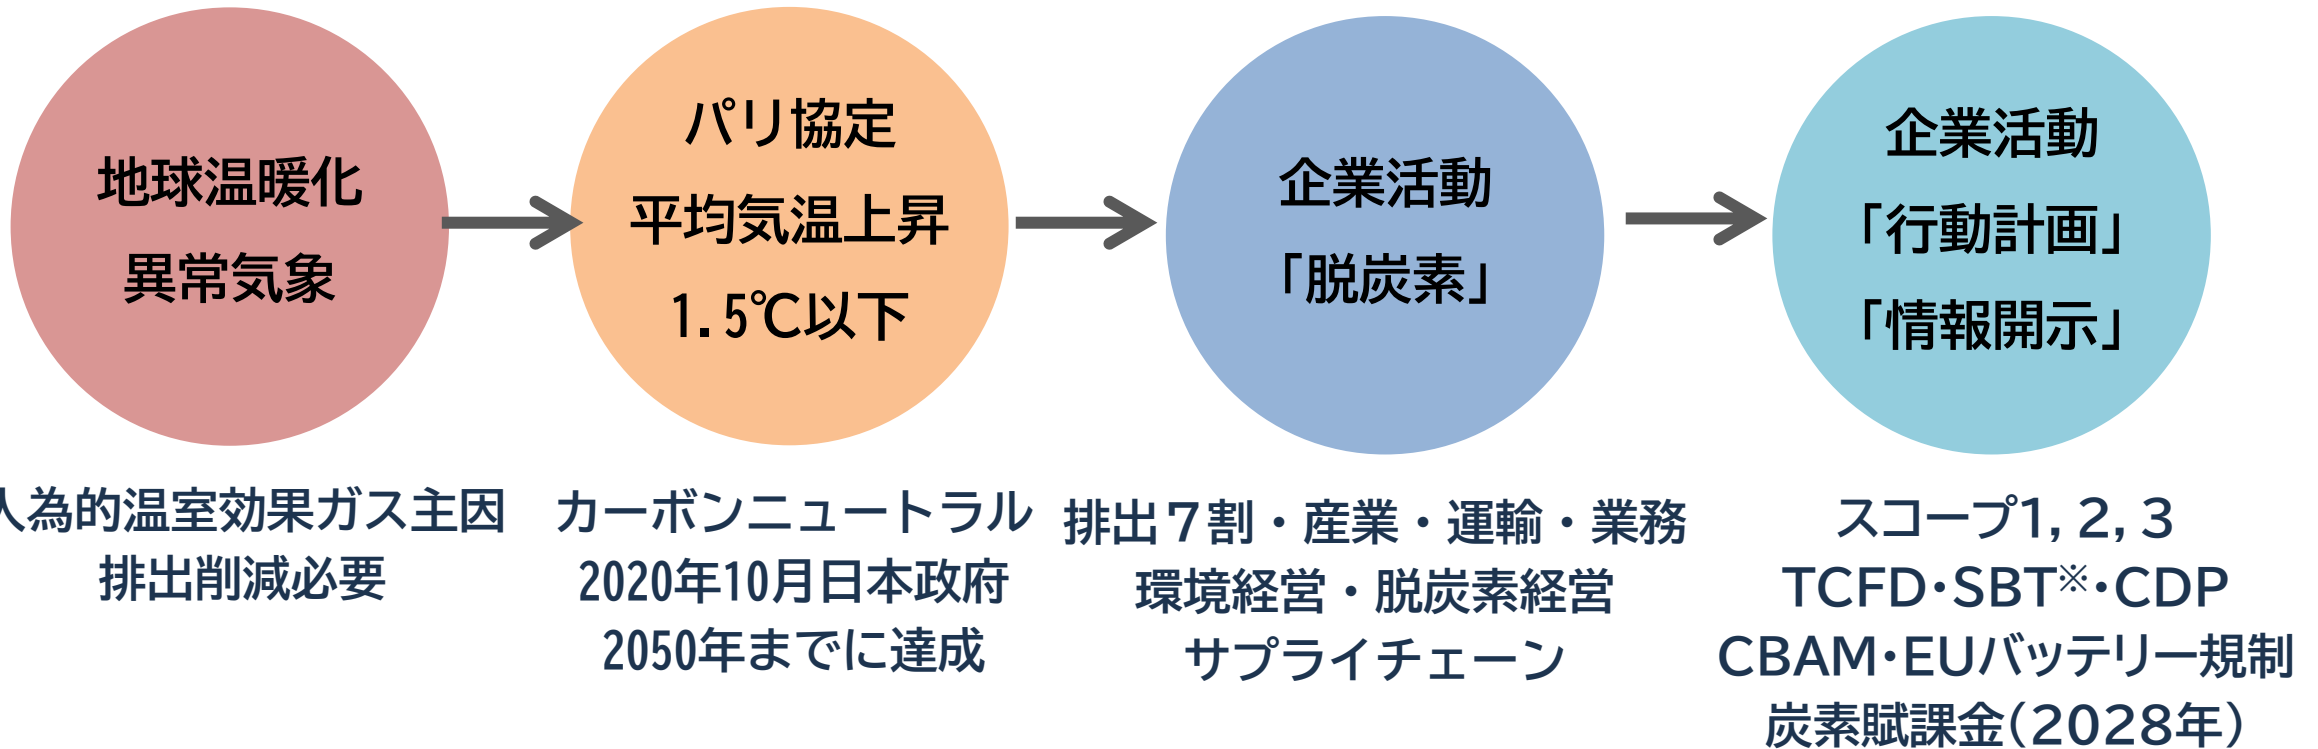 地球温暖化
異常気象
人為的温室効果ガス主因
排出削減必要
パリ協定
平均気温上昇
1.5℃以下
カーボンニュートラル
2020年10月日本政府
2050年までに達成
企業活動
「脱炭素」
排出７割・産業・運輸・業務
環境経営・脱炭素経営
サプライチェーン
企業活動
「行動計画」
「情報開示」
スコープ1, 2, 3
TCFD・SBT※・CDP
CBAM・EUバッテリー規制
炭素賦課金(2028年)